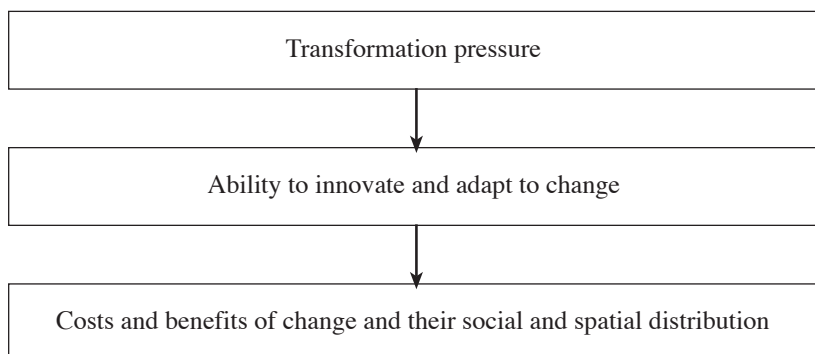 Transformation pressure
Ability to innovate and adapt to change
Costs and benefits of change and their social and spatial distribution